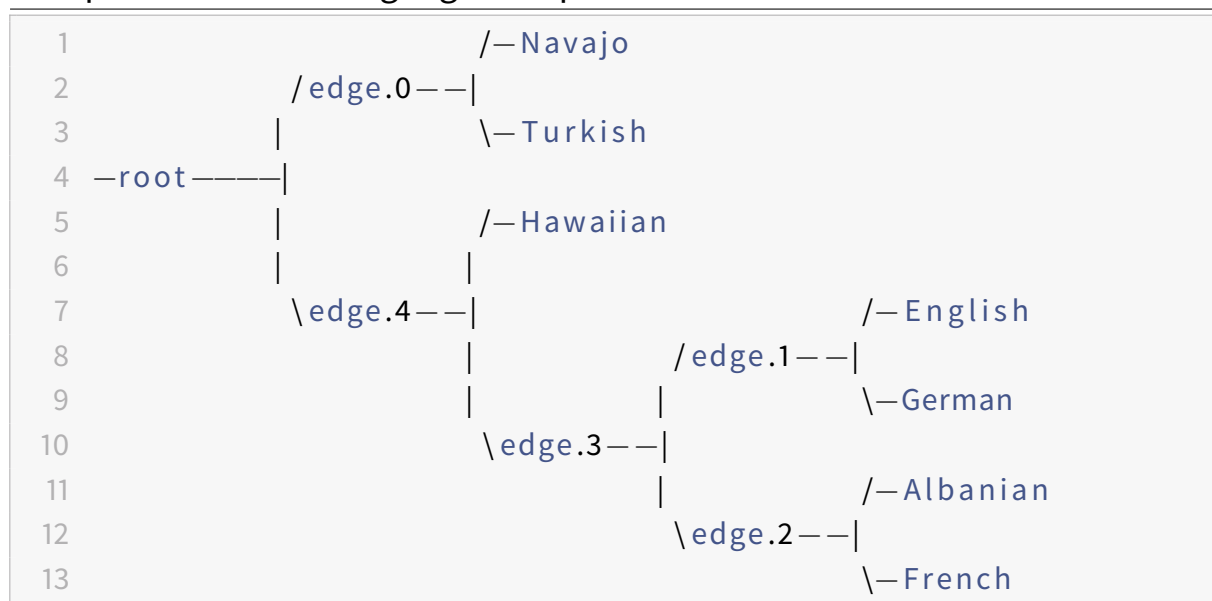 1                      /-Navajo
2            /edge.0--|
3           |          \-Turkish
4 -root----|
5           |          /-Hawaiian
6           |         |
7            \edge.4--|                    /-English
8                     |          /edge.1--|
9                     |         |          \-German
10                     \edge.3--|
11                              |          /-Albanian
12                               \edge.2--|
13                                         \-French